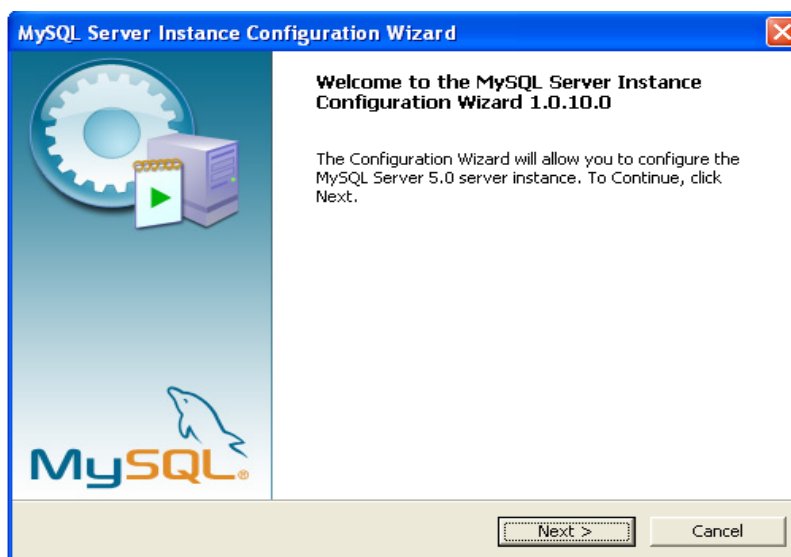 MySQL Server Instance Configuration Wizard
Welcome to the MySQL Server Instance
Configuration Wizard 1.0.10.0
The Configuration Wizard will allow you to configure the
MySQL Server 5.0 server instance. To Continue, click
Next.
MySQL®
Next >
Cancel